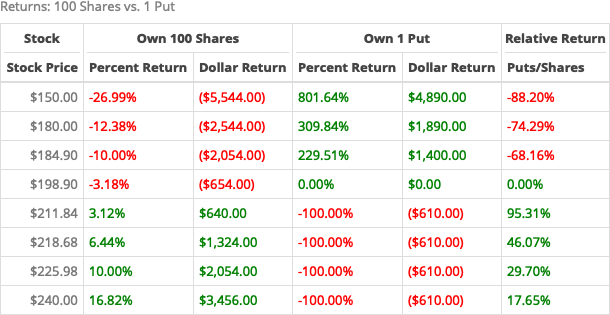 Returns: 100 Shares vs. 1 Put
Stock Own 100 Shares Own 1 Put Relative Return
Stock Price Percent Return Dollar Return Percent Return Dollar Return Puts/Shares
$150.00 -26.99% ($5,544.00) 801.64% $4,890.00 -88.20%
$180.00 -12.38% ($2,544.00) 309.84% $1,890.00 -74.29%
$184.90 -10.00% ($2,054.00) 229.51% $1,400.00 -68.16%
$198.90 -3.18% ($654.00) 0.00% $0.00 0.00%
$211.84 3.12% $640.00 -100.00% ($610.00) 95.31%
$218.68 6.44% $1,324.00 -100.00% ($610.00) 46.07%
$225.98 10.00% $2,054.00 -100.00% ($610.00) 29.70%
$240.00 16.82% $3,456.00 -100.00% ($610.00) 17.65%